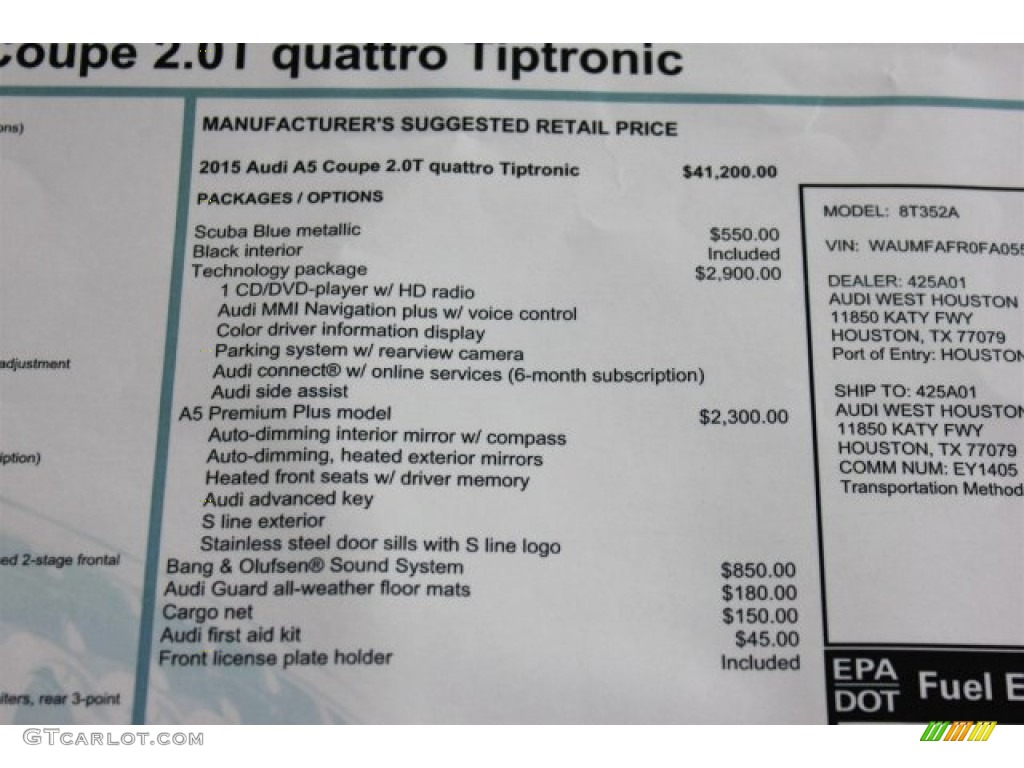 Coupe 2.0T quattro Tiptronic
ons)
adjustment
iption)
ed 2-stage frontal
iters, rear 3-point
MANUFACTURER'S SUGGESTED RETAIL PRICE
2015 Audi A5 Coupe 2.0T quattro Tiptronic $41,200.00
PACKAGES / OPTIONS
Scuba Blue metallic $550.00
Black interior Included
Technology package $2,900.00
1 CD/DVD-player w/ HD radio
Audi MMI Navigation plus w/ voice control
Color driver information display
Parking system w/ rearview camera
Audi connect® w/ online services (6-month subscription)
Audi side assist
A5 Premium Plus model $2,300.00
Auto-dimming interior mirror w/ compass
Auto-dimming, heated exterior mirrors
Heated front seats w/ driver memory
Audi advanced key
S line exterior
Stainless steel door sills with S line logo
Bang & Olufsen® Sound System $850.00
Audi Guard all-weather floor mats $180.00
Cargo net $150.00
Audi first aid kit $45.00
Front license plate holder Included
MODEL: 8T352A
VIN: WAUMFAFR0FA055
DEALER: 425A01
AUDI WEST HOUSTON
11850 KATY FWY
HOUSTON, TX 77079
Port of Entry: HOUSTON
SHIP TO: 425A01
AUDI WEST HOUSTON
11850 KATY FWY
HOUSTON, TX 77079
COMM NUM: EY1405
Transportation Method
EPA
DOT
Fuel E
GTcarlot.com